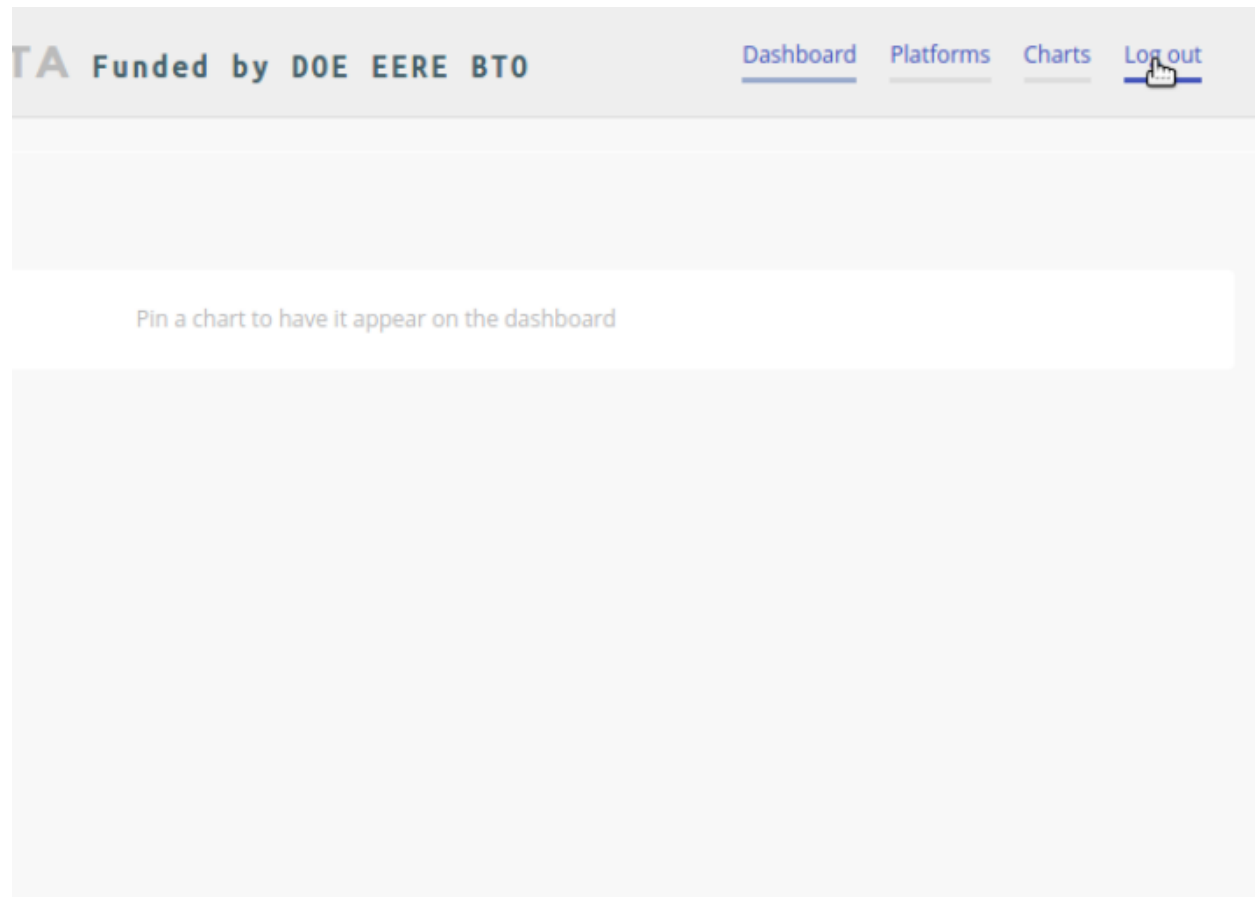 TA Funded by DOE EERE BTO
Dashboard Platforms Charts Log out
Pin a chart to have it appear on the dashboard